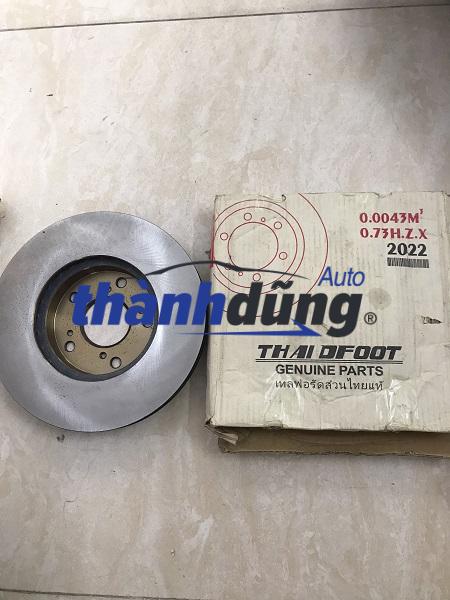 0.0043M³
0.73H.Z.X
2022
Auto
thànhdũng®
THAI DFOOT
GENUINE PARTS
เทลฟอรัดส่วนไทยแท้